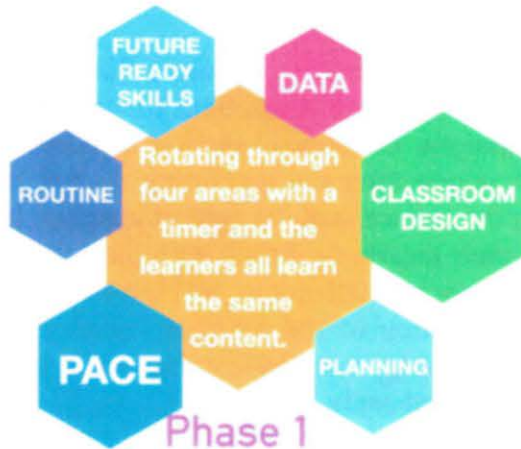 FUTURE
READY
SKILLS
DATA
Rotating through
four areas with a
timer and the
learners all learn
the same
content.
ROUTINE
CLASSROOM
DESIGN
PACE
PLANNING
Phase 1